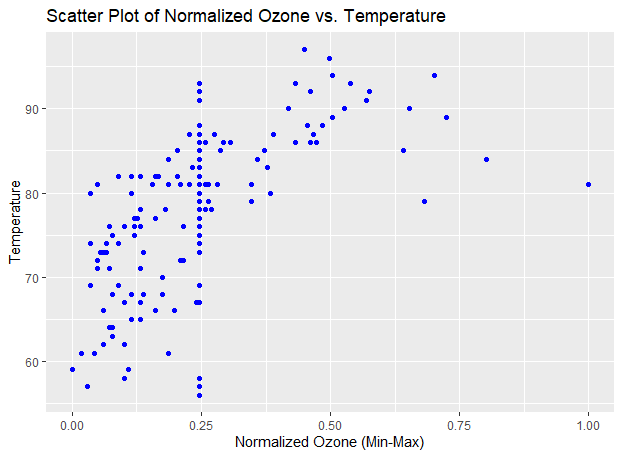 Scatter Plot of Normalized Ozone vs. Temperature
Temperature
90
80
70
60
0.00 0.25 0.50 0.75 1.00
Normalized Ozone (Min-Max)